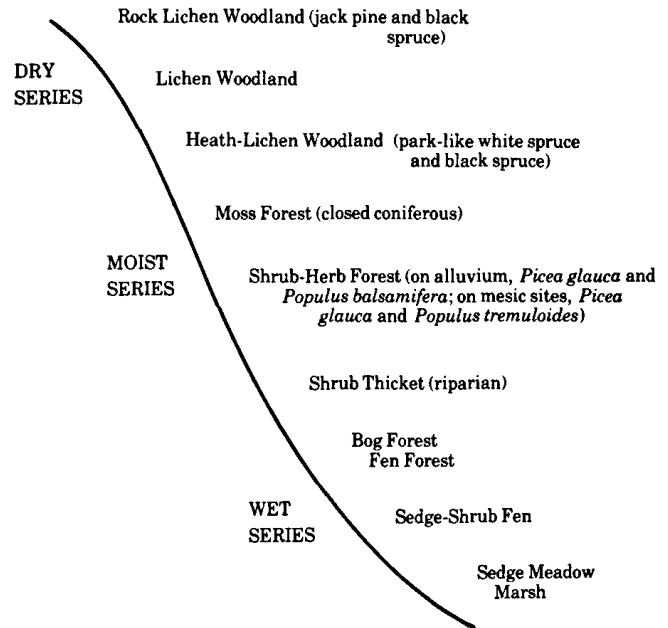 Rock Lichen Woodland (jack pine and black
spruce)
DRY
SERIES
Lichen Woodland
Heath-Lichen Woodland (park-like white spruce
and black spruce)
Moss Forest (closed coniferous)
MOIST
SERIES
Shrub-Herb Forest (on alluvium, Picea glauca and
Populus balsamifera; on mesic sites, Picea
glauca and Populus tremuloides)
Shrub Thicket (riparian)
Bog Forest
Fen Forest
WET
SERIES
Sedge-Shrub Fen
Sedge Meadow
Marsh